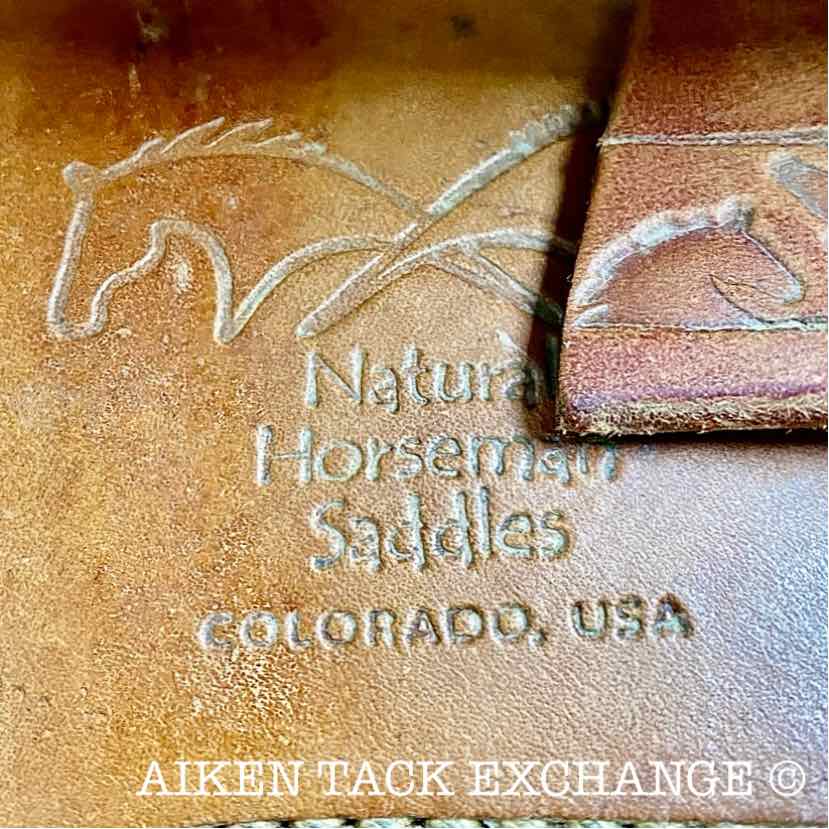 Natural
Horseman
Saddles
COLORADO, USA
AIKEN TACK EXCHANGE ©